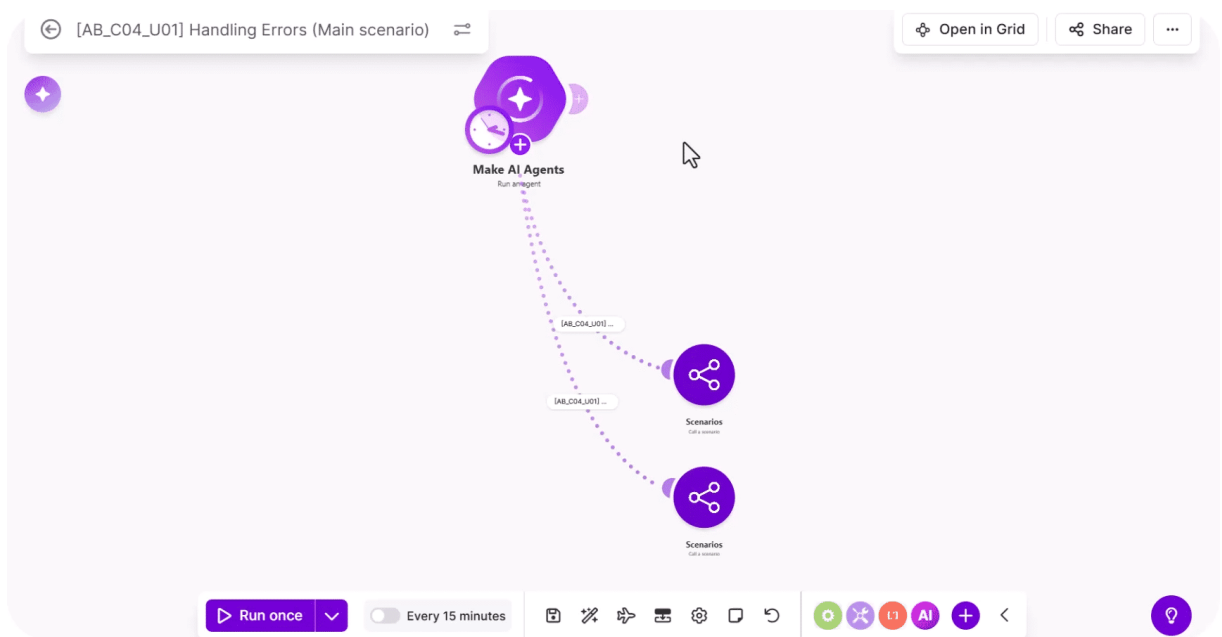 [AB_C04_U01] Handling Errors (Main scenario)
Open in Grid
Share
Make AI Agents
Run an agent
[AB_C04_U01] ...
[AB_C04_U01] ...
Scenarios
Call a scenario
Scenarios
Call a scenario
Run once
Every 15 minutes
AI